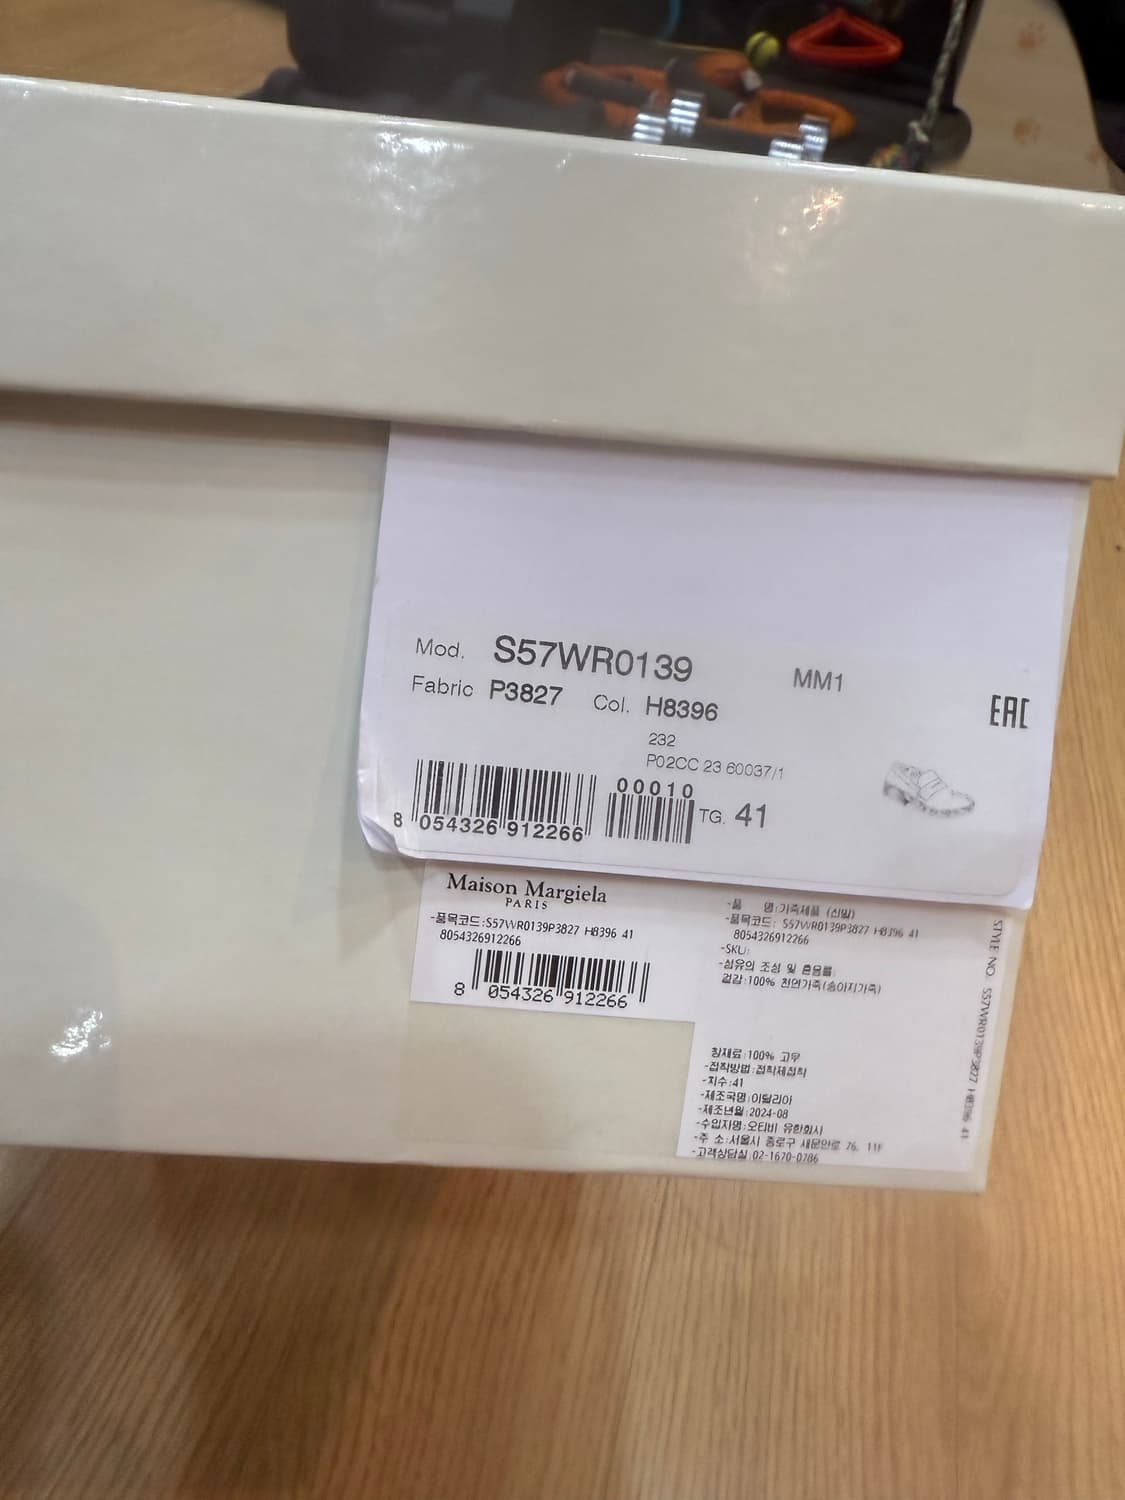 Mod. S57WR0139 MM1
Fabric P3827 Col. H8396
EAC
232
P02CC 23 60037/1
00010
TG. 41
8 054326 912266
Maison Margiela
PARIS
-품목코드:S57WR0139P3827 H8396 41
8054326912266
8 054326 912266
-품 명:가죽제품 (신발)
-품목코드: S57WR0139P3827 H8396 41
8054326912266
-SKU:
-섬유의 조성 및 혼용률:
겉감:100% 천연가죽(송아지가죽)
창재료:100% 고무
-접착방법:접착제접착
-치수:41
-제조국명:이탈리아
-제조년월:2024-08
-수입자명:오티비 유한회사
-주 소:서울시 종로구 새문안로 76, 11F
-고객상담실:02-1670-0786
STYLE NO. S57WR0139P3827 H8396 41